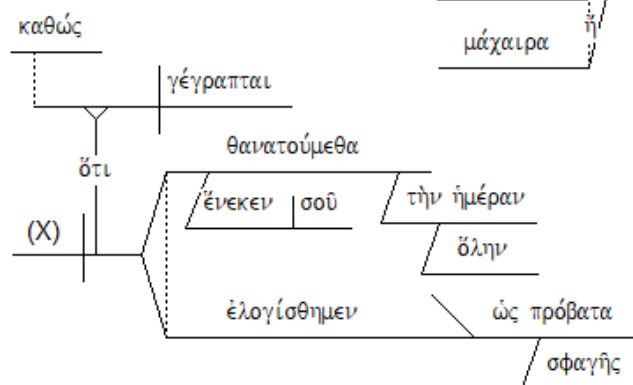 καθώς
ἤ
μάχαιρα
γέγραπται
θανατούμεθα
ὅτι
ἕνεκεν σοῦ
τὴν ἡμέραν
(X)
ὅλην
ἐλογίσθημεν
ὡς πρόβατα
σφαγῆς